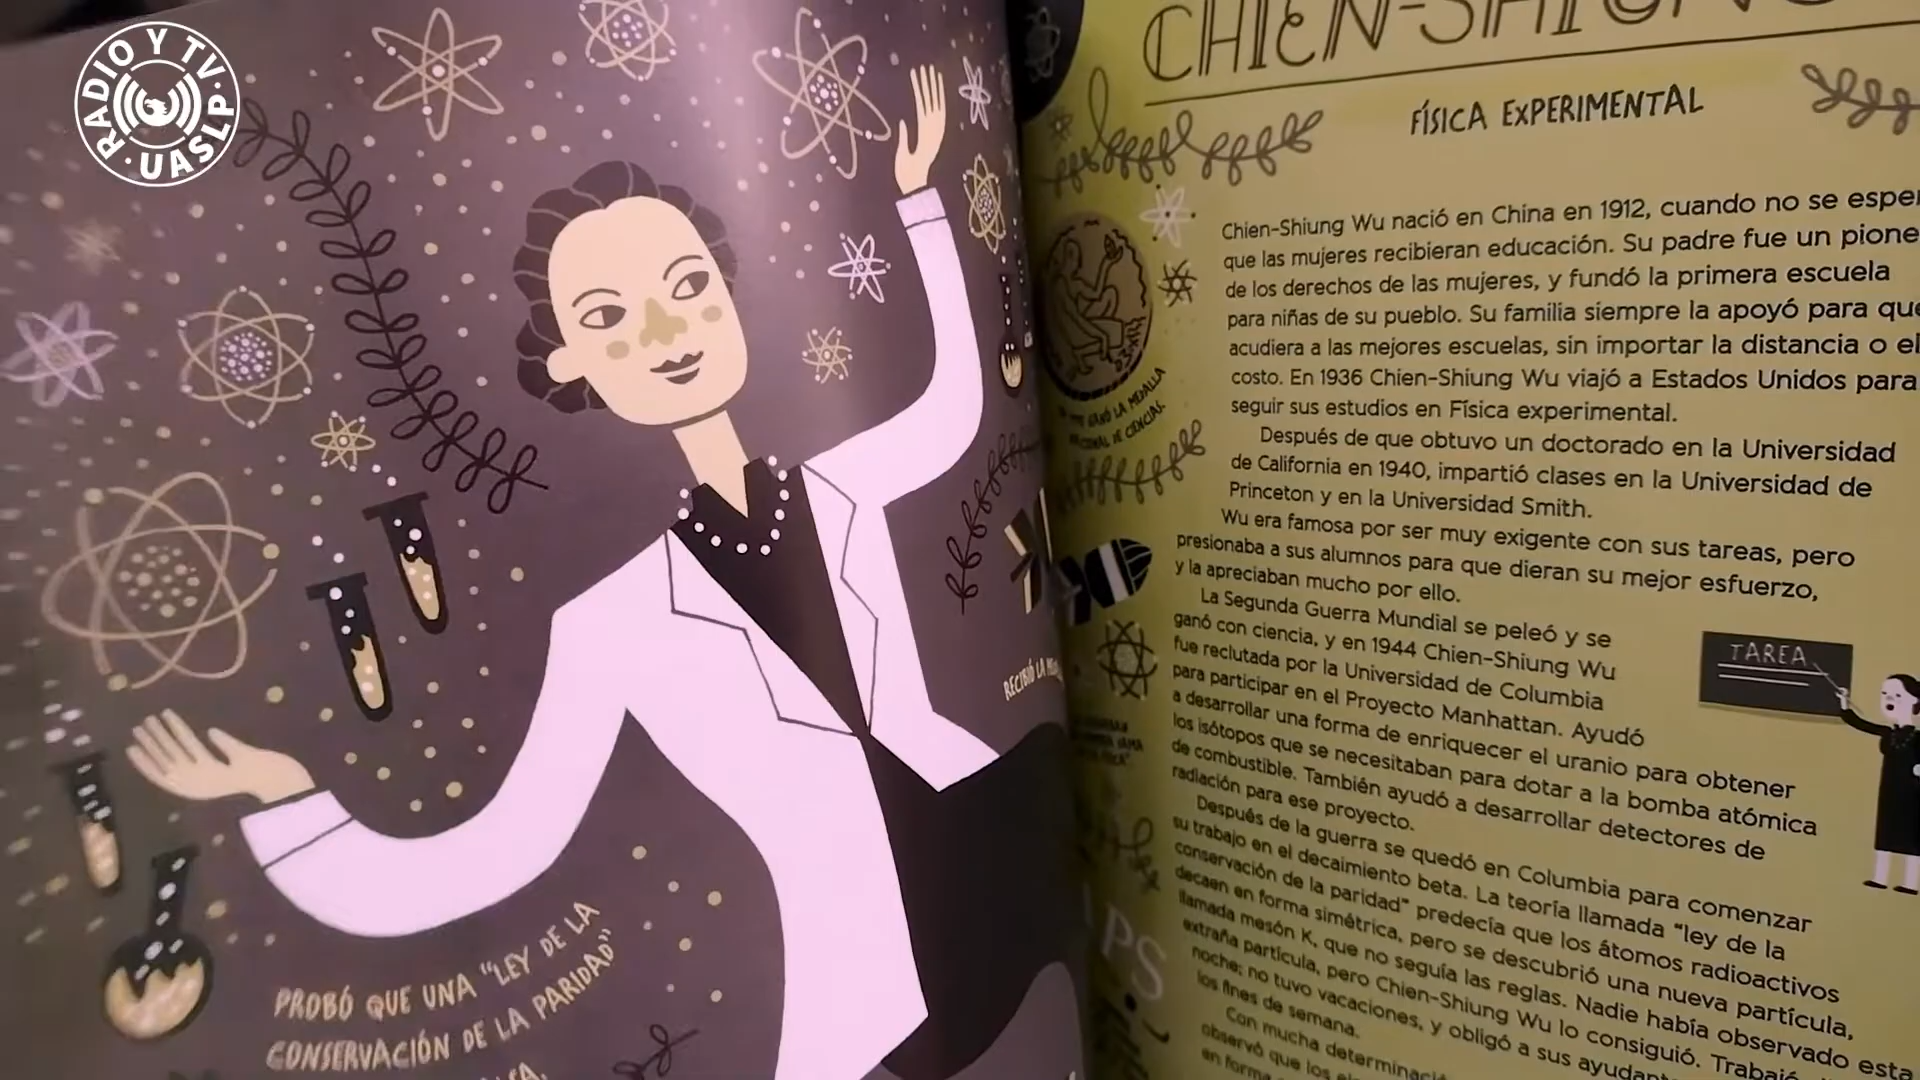 RADIO Y TV
UASLP
PROBÓ QUE UNA “LEY DE LA
CONSERVACIÓN DE LA PARIDAD”
CHIEN-SHIUNG
FÍSICA EXPERIMENTAL
Chien-Shiung Wu nació en China en 1912, cuando no se
que las mujeres recibieran educación. Su padre fue un
de los derechos de las mujeres, y fundó la primera escuela
para niñas de su pueblo. Su familia siempre la apoyó para que
acudiera a las mejores escuelas, sin importar la distancia o el
costo. En 1936 Chien-Shiung Wu viajó a Estados Unidos para
seguir sus estudios en Física experimental.
Después de que obtuvo un doctorado en la Universidad
de California en 1940, impartió clases en la Universidad de
Princeton y en la Universidad Smith.
Wu era famosa por ser muy exigente con sus tareas, pero
presionaba a sus alumnos para que dieran su mejor esfuerzo,
y la apreciaban mucho por ello.
La Segunda Guerra Mundial se peleó y se
ganó con ciencia, y en 1944 Chien-Shiung Wu
fue reclutada por la Universidad de Columbia
para participar en el Proyecto Manhattan. Ayudó
a desarrollar una forma de enriquecer el uranio para obtener
los isótopos que se necesitaban para dotar a la bomba atómica
de combustible. También ayudó a desarrollar detectores de
radiación para ese proyecto.
Después de la guerra se quedó en Columbia para comenzar
su trabajo en el decaimiento beta. La teoría llamada “ley de la
conservación de la paridad” predecía que los átomos radioactivos
decaen en forma simétrica, pero se descubrió una nueva partícula,
llamada mesón K, que no seguía las reglas. Nadie había observado esta
extraña partícula, pero Chien-Shiung Wu lo consiguió. Trabajó
noche; no tuvo vacaciones, y obligó a sus
los fines de semana.
Con mucha
observó que los
en forma
TAREA
GANÓ LA MEDALLA
NACIONAL DE CIENCIAS.
RECIBIÓ LA